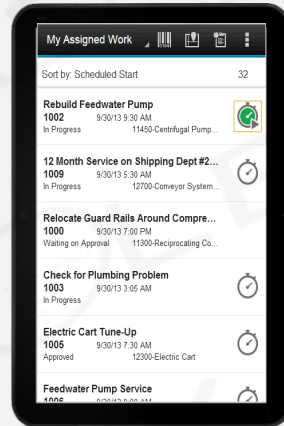 My Assigned Work
Sort by: Scheduled Start 32
Rebuild Feedwater Pump
1002 9/30/13 9:30 AM
In Progress 11450-Centrifugal Pump...
12 Month Service on Shipping Dept #2...
1009 9/30/13 5:30 AM
In Progress 12700-Conveyor System...
Relocate Guard Rails Around Compre...
1000 9/30/13 7:00 PM
Waiting on Approval 11300-Reciprocating Co...
Check for Plumbing Problem
1003 9/30/13 3:05 AM
In Progress
Electric Cart Tune-Up
1005 9/30/13 7:30 AM
Approved 12300-Electric Cart
Feedwater Pump Service